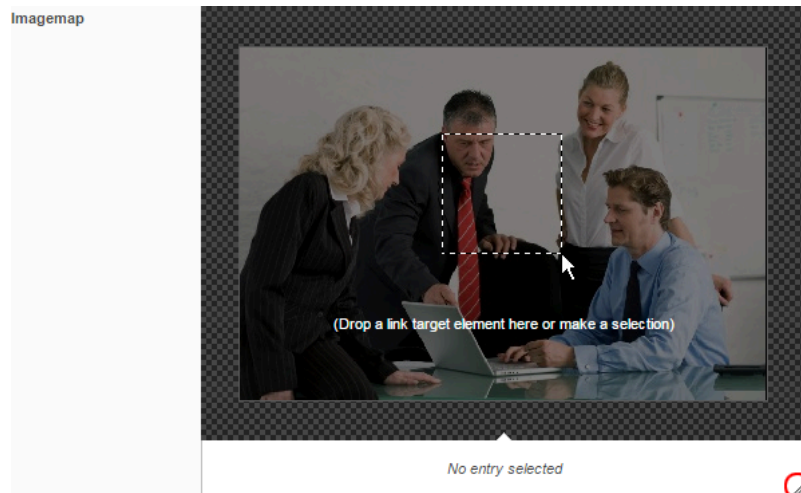 Imagemap
(Drop a link target element here or make a selection)
No entry selected